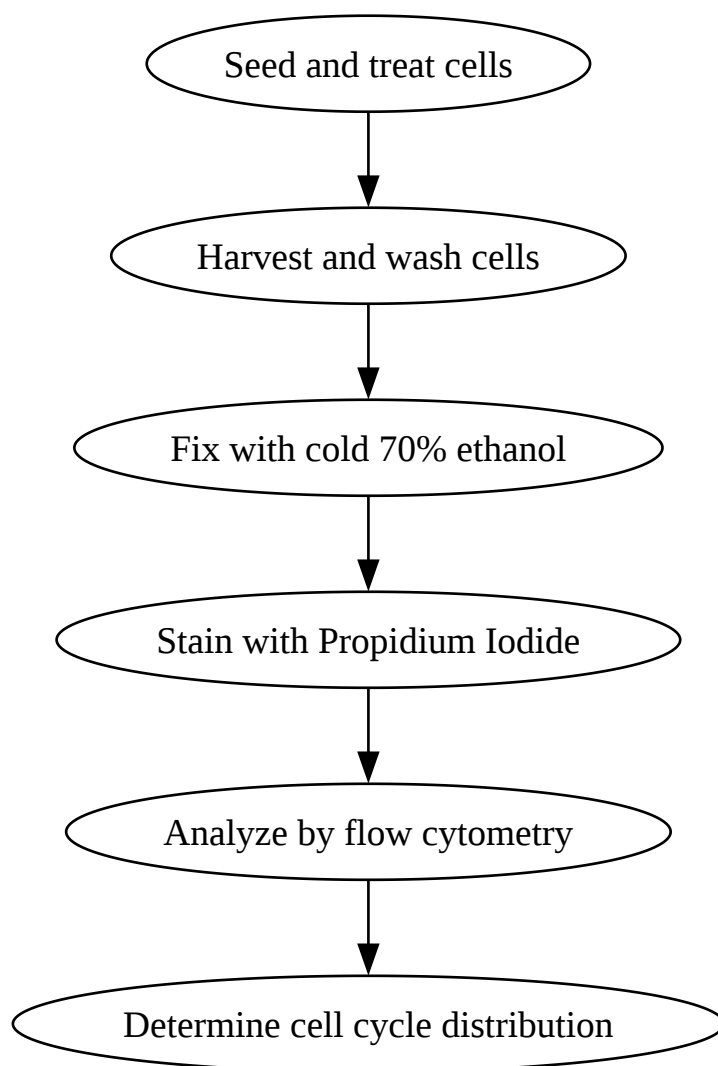 Seed and treat cells
Harvest and wash cells
Fix with cold 70% ethanol
Stain with Propidium Iodide
Analyze by flow cytometry
Determine cell cycle distribution